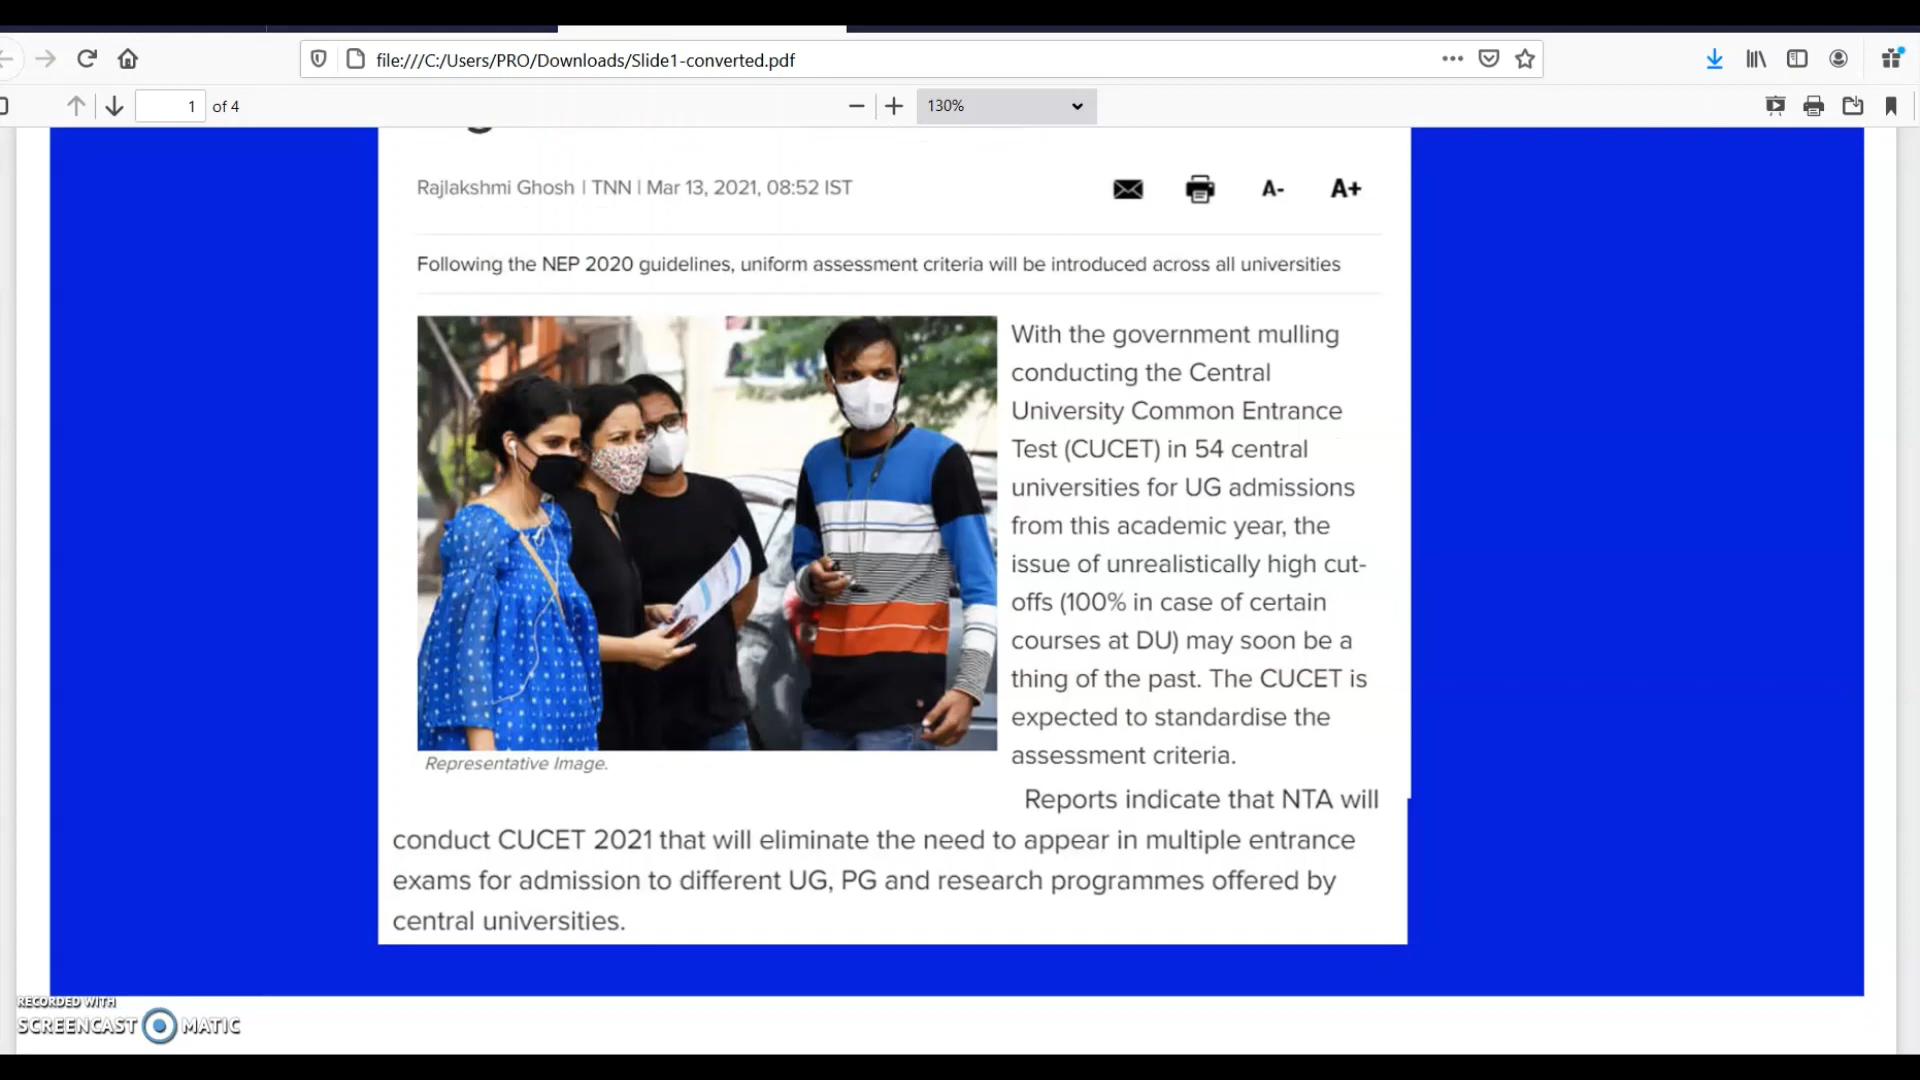 file:///C:/Users/PRO/Downloads/Slide1-converted.pdf
1 of 4
130%
Rajlakshmi Ghosh | TNN | Mar 13, 2021, 08:52 IST
A- A+
Following the NEP 2020 guidelines, uniform assessment criteria will be introduced across all universities
With the government mulling
conducting the Central
University Common Entrance
Test (CUCET) in 54 central
universities for UG admissions
from this academic year, the
issue of unrealistically high cut-
offs (100% in case of certain
courses at DU) may soon be a
thing of the past. The CUCET is
expected to standardise the
assessment criteria.
Representative Image.
Reports indicate that NTA will
conduct CUCET 2021 that will eliminate the need to appear in multiple entrance
exams for admission to different UG, PG and research programmes offered by
central universities.
RECORDED WITH
SCREENCAST MATIC